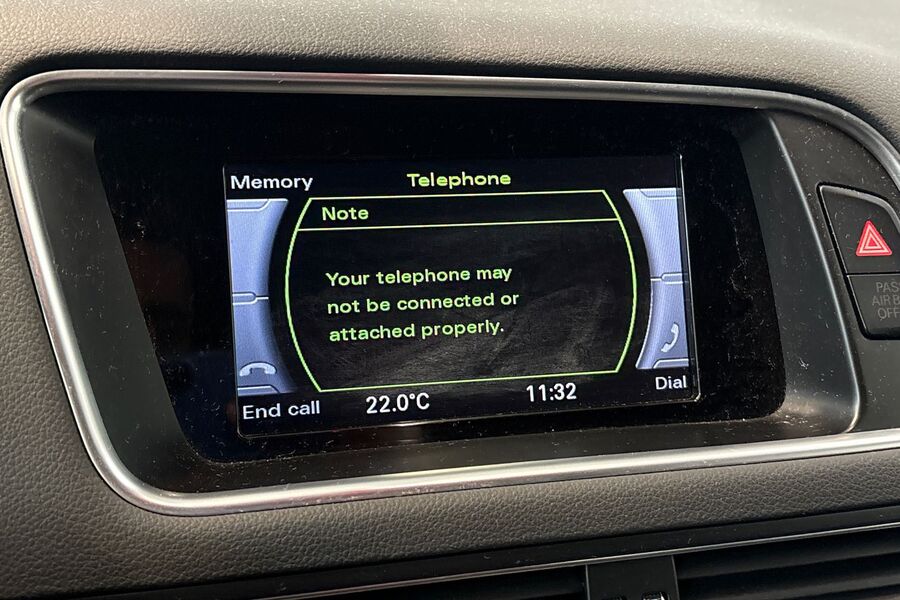 Memory
Telephone
Note
Your telephone may
not be connected or
attached properly.
End call
22.0°C
11:32
Dial
OFF